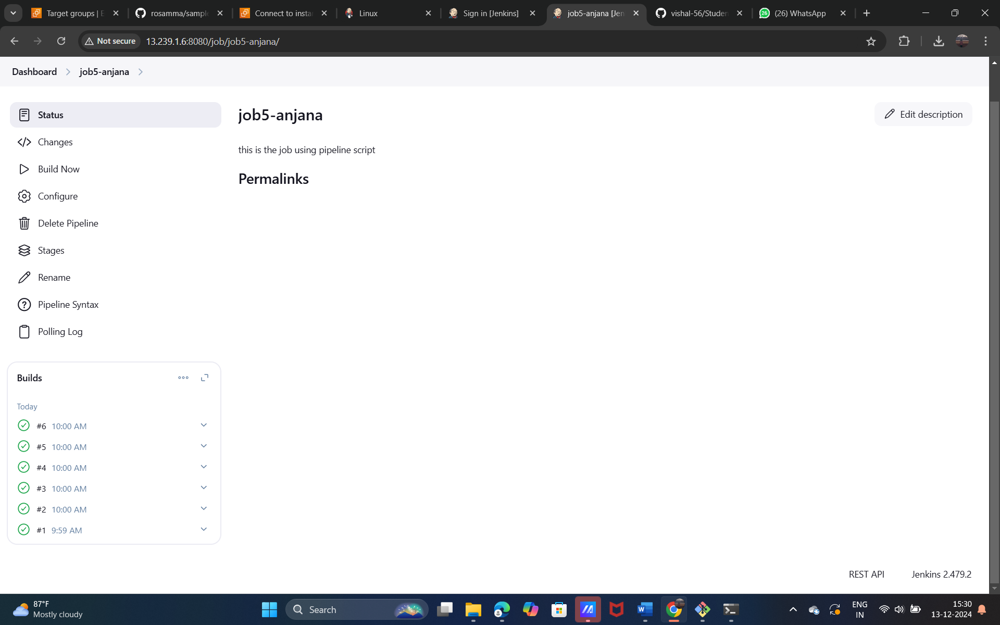 Target groups | E
rosamma/sample
Connect to insta
Linux
Sign in [Jenkins]
job5-anjana [Jen
vishal-56/Studen
(26) WhatsApp
Not secure
13.239.1.6:8080/job/job5-anjana/
Dashboard
job5-anjana
Status
Changes
Build Now
Configure
Delete Pipeline
Stages
Rename
Pipeline Syntax
Polling Log
job5-anjana
Edit description
this is the job using pipeline script
Permalinks
Builds
Today
#6 10:00 AM
#5 10:00 AM
#4 10:00 AM
#3 10:00 AM
#2 10:00 AM
#1 9:59 AM
REST API
Jenkins 2.479.2
87°F
Mostly cloudy
Search
ENG
IN
15:30
13-12-2024